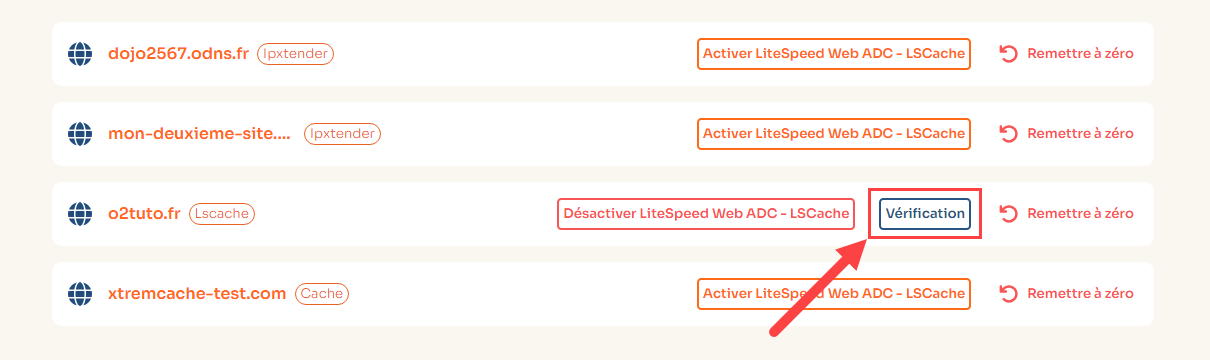 dojo2567.odns.fr Ipxtender Activer LiteSpeed Web ADC - LSCache Remettre à zéro
mon-deuxieme-site.... Ipxtender Activer LiteSpeed Web ADC - LSCache Remettre à zéro
o2tuto.fr Lscache Désactiver LiteSpeed Web ADC - LSCache Vérification Remettre à zéro
xtremcache-test.com Cache Activer LiteSpeed Web ADC - LSCache Remettre à zéro